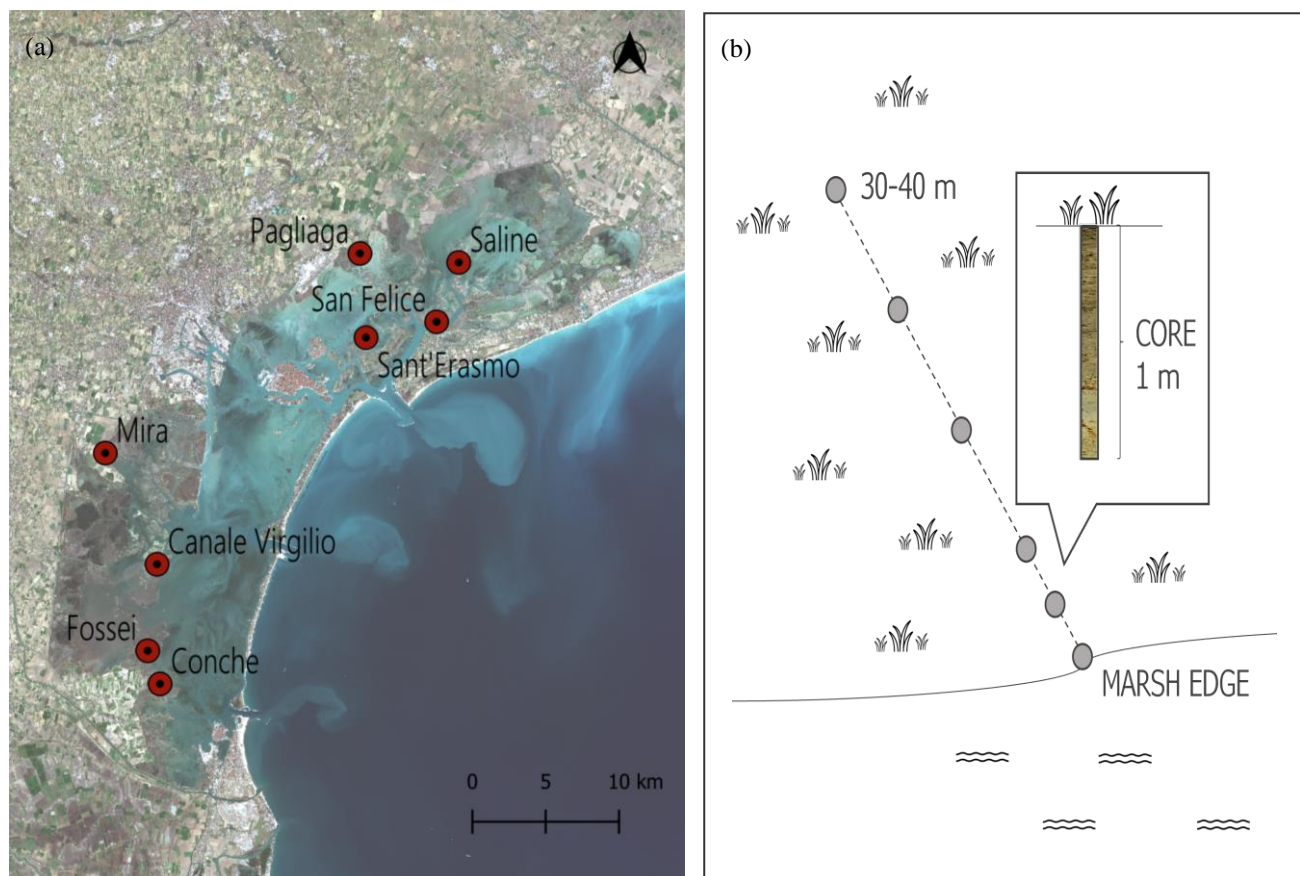 (a)
Pagliaga
Saline
San Felice
Sant'Erasmo
Mira
Canale Virgilio
Fossei
Conche
0 5 10 km
(b)
30-40 m
CORE
1 m
MARSH EDGE